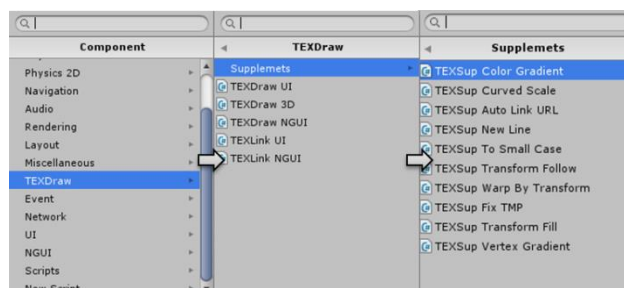 Component
Physics 2D
Navigation
Audio
Rendering
Layout
Miscellaneous
TEXDraw
Event
Network
UI
NGUI
Scripts
New Script
TEXDraw
Supplemets
TEXDraw UI
TEXDraw 3D
TEXDraw NGUI
TEXLink UI
TEXLink NGUI
Supplemets
TEXSup Color Gradient
TEXSup Curved Scale
TEXSup Auto Link URL
TEXSup New Line
TEXSup To Small Case
TEXSup Transform Follow
TEXSup Warp By Transform
TEXSup Fix TMP
TEXSup Transform Fill
TEXSup Vertex Gradient